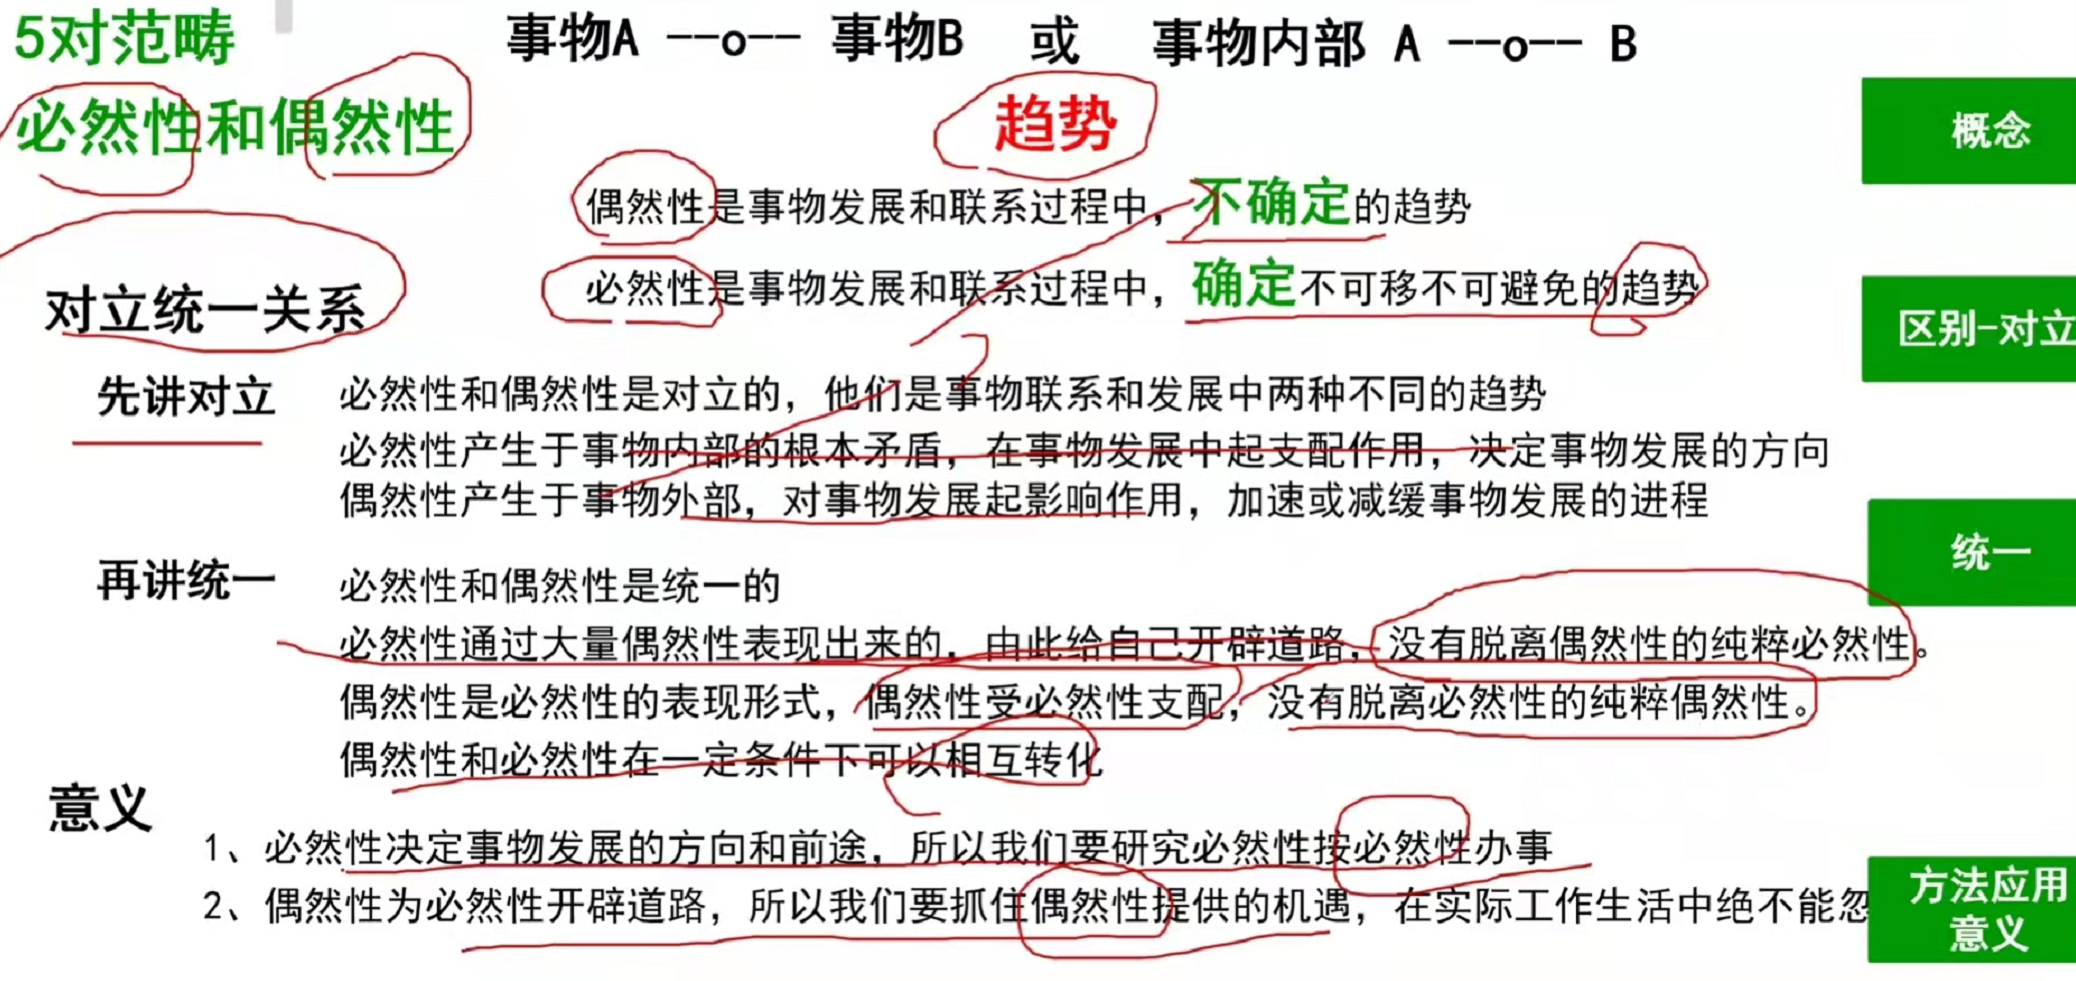 5对范畴
事物A --o-- 事物B 或 事物内部 A --o-- B
必然性和偶然性
趋势
概念
偶然性是事物发展和联系过程中，不确定的趋势
必然性是事物发展和联系过程中，确定不可移不可避免的趋势
对立统一关系
区别-对立
先讲对立
必然性和偶然性是对立的，他们是事物联系和发展中两种不同的趋势
必然性产生于事物内部的根本矛盾，在事物发展中起支配作用，决定事物发展的方向
偶然性产生于事物外部，对事物发展起影响作用，加速或减缓事物发展的进程
统一
再讲统一
必然性和偶然性是统一的
必然性通过大量偶然性表现出来的，由此给自己开辟道路，没有脱离偶然性的纯粹必然性。
偶然性是必然性的表现形式，偶然性受必然性支配，没有脱离必然性的纯粹偶然性。
偶然性和必然性在一定条件下可以相互转化
意义
1、必然性决定事物发展的方向和前途，所以我们要研究必然性按必然性办事
2、偶然性为必然性开辟道路，所以我们要抓住偶然性提供的机遇，在实际工作生活中绝不能忽
方法应用
意义